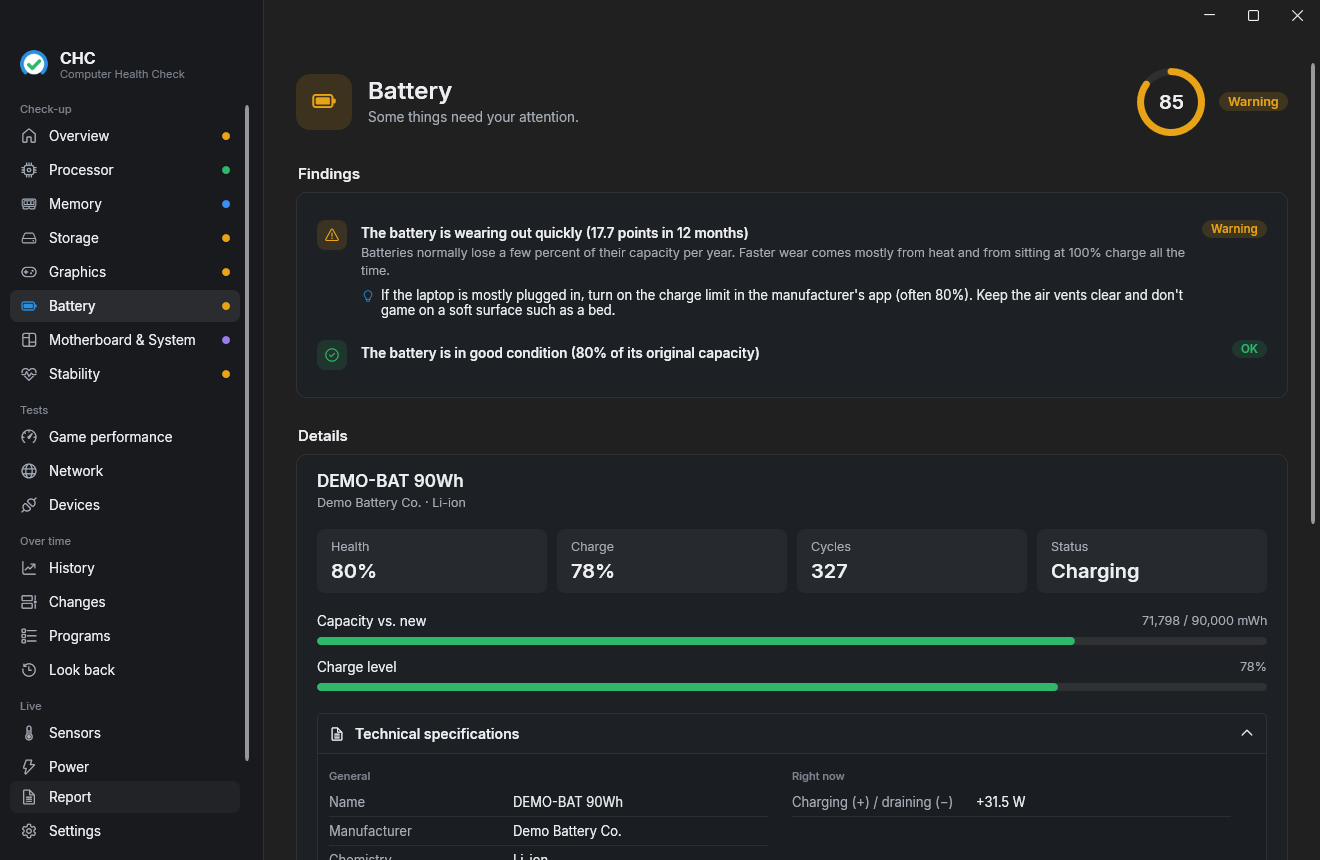 CHC
Computer Health Check
Check-up
Overview
Processor
Memory
Storage
Graphics
Battery
Motherboard & System
Stability
Tests
Game performance
Network
Devices
Over time
History
Changes
Programs
Look back
Live
Sensors
Power
Report
Settings
Battery
Some things need your attention.
85
Warning
Findings
The battery is wearing out quickly (17.7 points in 12 months)
Warning
Batteries normally lose a few percent of their capacity per year. Faster wear comes mostly from heat and from sitting at 100% charge all the
time.
If the laptop is mostly plugged in, turn on the charge limit in the manufacturer's app (often 80%). Keep the air vents clear and don't
game on a soft surface such as a bed.
The battery is in good condition (80% of its original capacity)
OK
Details
DEMO-BAT 90Wh
Demo Battery Co. · Li-ion
Health
80%
Charge
78%
Cycles
327
Status
Charging
Capacity vs. new
71,798 / 90,000 mWh
Charge level
78%
Technical specifications
General
Name
DEMO-BAT 90Wh
Manufacturer
Demo Battery Co.
Chemistry
Li-ion
Right now
Charging (+) / draining (−)
+31.5 W